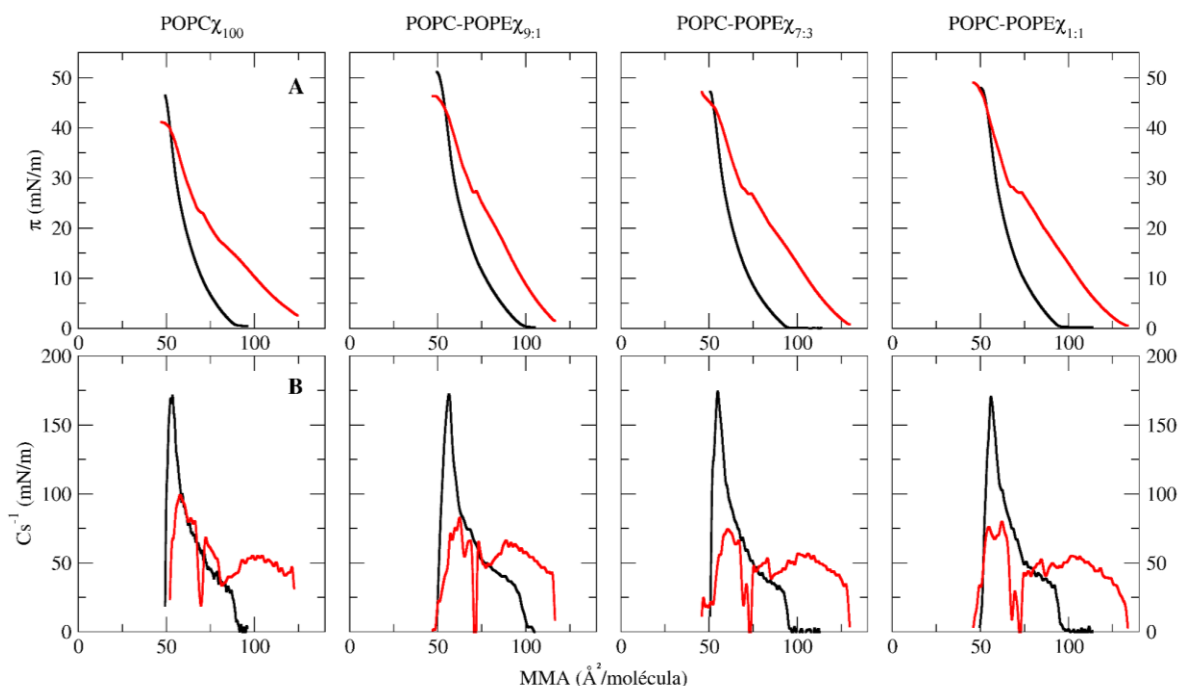 POPCχ100 POPC-POPEχ9:1 POPC-POPEχ7:3 POPC-POPEχ1:1
A
π (mN/m)
50 50
40 40
30 30
20 20
10 10
0 0
0 50 100 0 50 100 0 50 100 0 50 100
B
Cs⁻¹ (mN/m)
200 200
150 150
100 100
50 50
0 0
0 50 100 0 50 100 0 50 100 0 50 100
MMA (Å²/molécula)